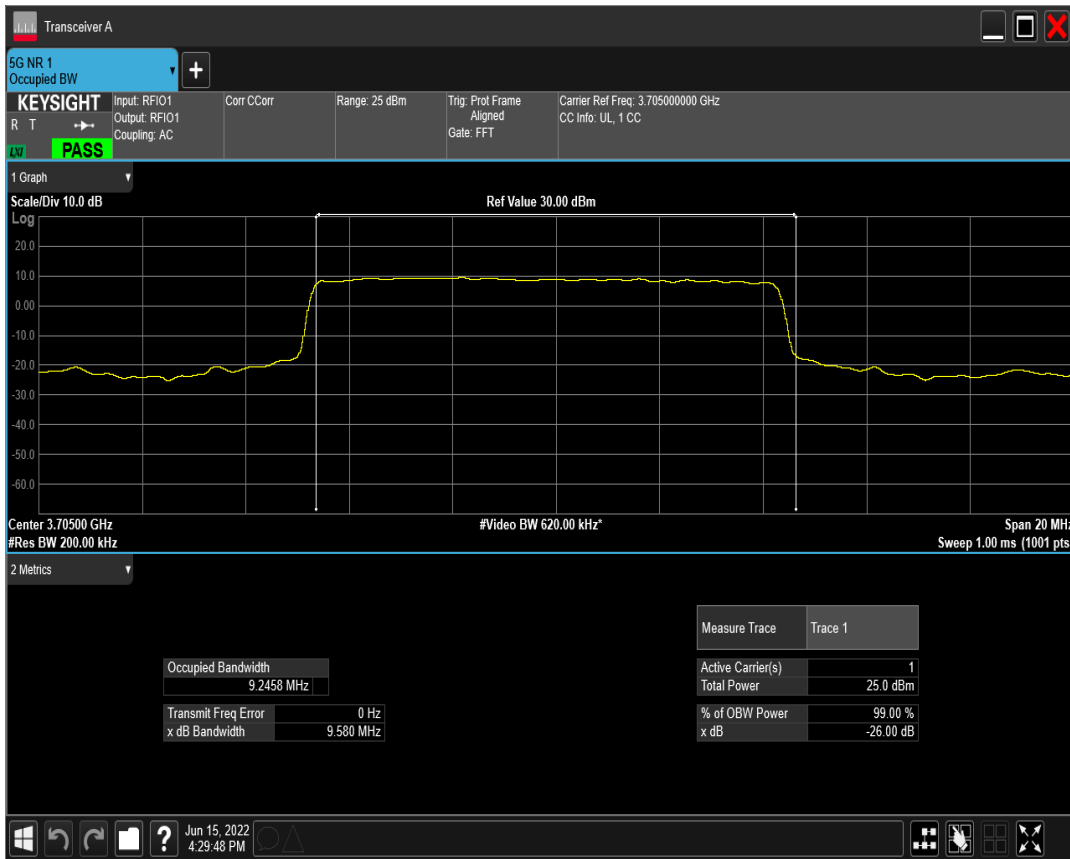 Transceiver A
5G NR 1
Occupied BW
KEYSIGHT
R T
LXI
PASS
Input: RFIO1
Output: RFIO1
Coupling: AC
Corr CCorr
Range: 25 dBm
Trig: Prot Frame
Aligned
Gate: FFT
Carrier Ref Freq: 3.705000000 GHz
CC Info: UL, 1 CC
1 Graph
Scale/Div 10.0 dB
Ref Value 30.00 dBm
Log
20.0
10.0
0.00
-10.0
-20.0
-30.0
-40.0
-50.0
-60.0
Center 3.70500 GHz
#Video BW 620.00 kHz*
Span 20 MHz
#Res BW 200.00 kHz
Sweep 1.00 ms (1001 pts
2 Metrics
Measure Trace Trace 1
Occupied Bandwidth
9.2458 MHz
Active Carrier(s) 1
Total Power 25.0 dBm
Transmit Freq Error 0 Hz
x dB Bandwidth 9.580 MHz
% of OBW Power 99.00 %
x dB -26.00 dB
?
Jun 15, 2022
4:29:48 PM